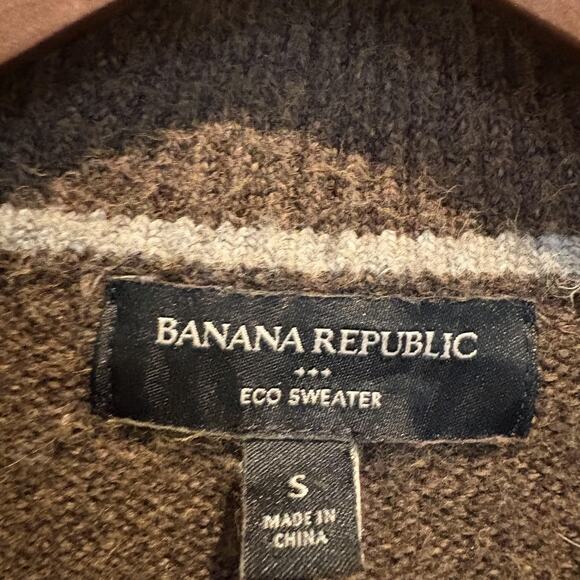 BANANA REPUBLIC
ECO SWEATER
S
MADE IN
CHINA